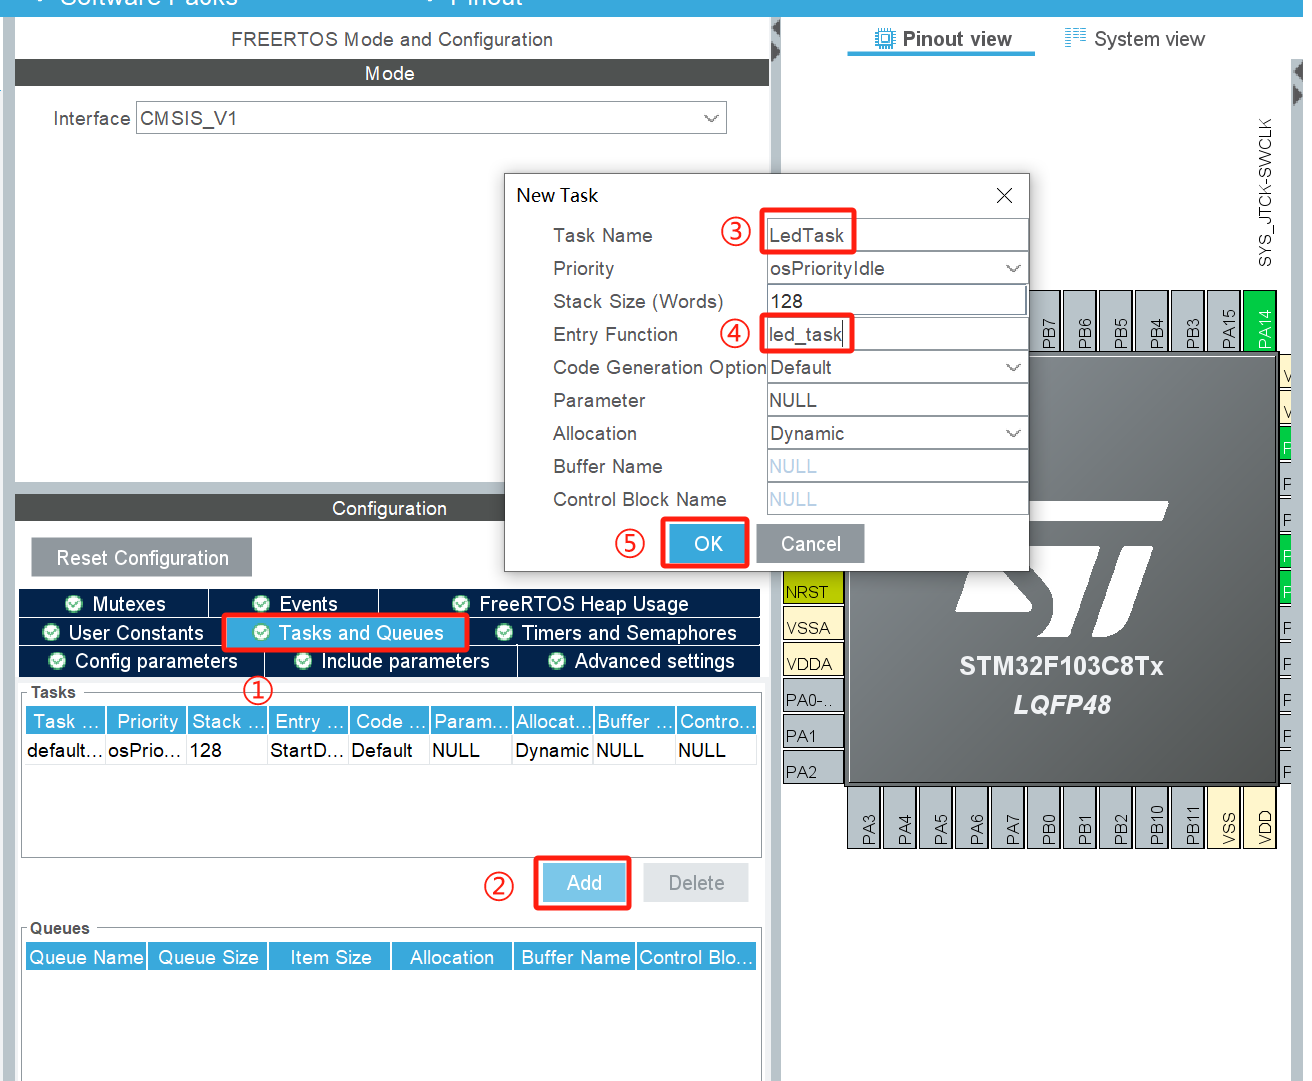 Software Packs
Pinout
FREERTOS Mode and Configuration
Mode
Interface CMSIS_V1
Pinout view
System view
New Task
Task Name ③ LedTask
Priority osPriorityIdle
Stack Size (Words) 128
Entry Function ④ led_task
Code Generation Option Default
Parameter NULL
Allocation Dynamic
Buffer Name NULL
Control Block Name NULL
⑤ OK Cancel
Configuration
Reset Configuration
Mutexes Events FreeRTOS Heap Usage
User Constants Tasks and Queues Timers and Semaphores
Config parameters Include parameters Advanced settings
①
Tasks
Task ... Priority Stack ... Entry ... Code ... Param... Allocat... Buffer ... Contro...
default... osPrio... 128 StartD... Default NULL Dynamic NULL NULL
② Add Delete
Queues
Queue Name Queue Size Item Size Allocation Buffer Name Control Blo...
SYS_JTCK-SWCLK
PB7 PB6 PB5 PB4 PB3 PA15 PA14
NRST
VSSA
VDDA
PA0-..
PA1
PA2
STM32F103C8Tx
LQFP48
PA3 PA4 PA5 PA6 PA7 PB0 PB1 PB2 PB10 PB11 VSS VDD